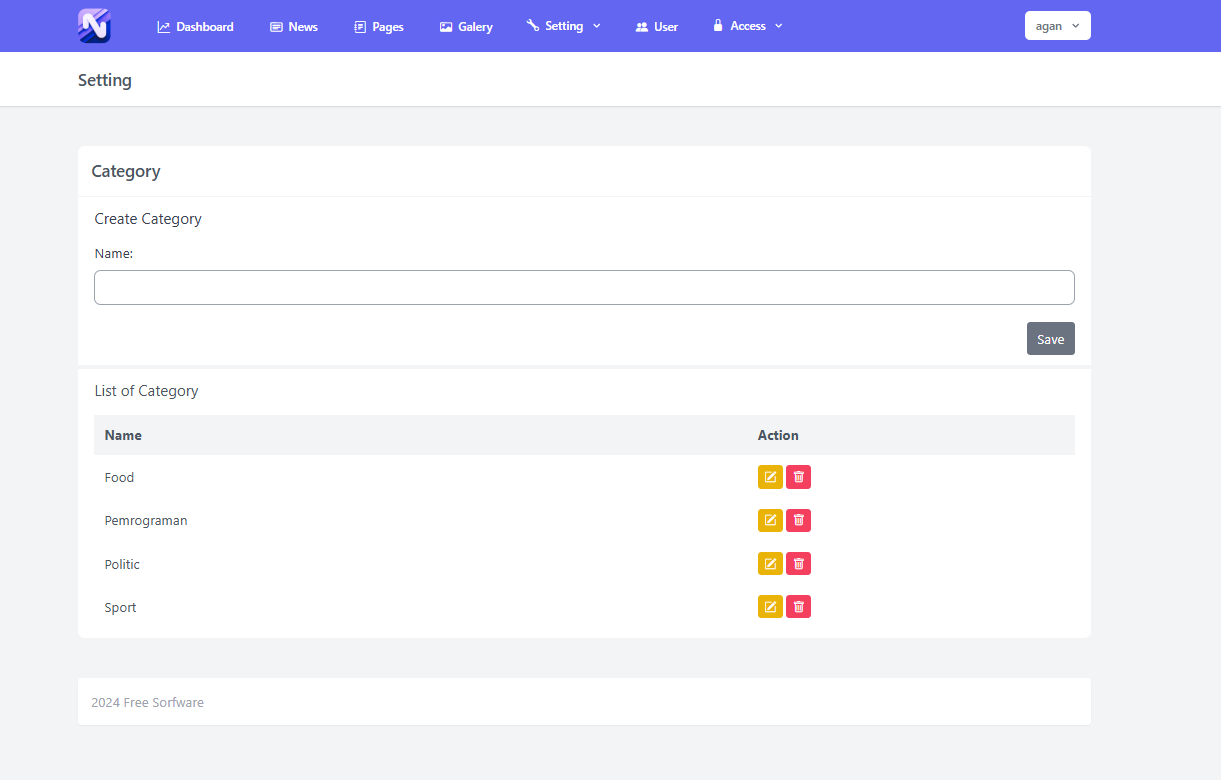 Dashboard News Pages Galery Setting User Access agan
Setting
Category
Create Category
Name:
Save
List of Category
Name Action
Food
Pemrograman
Politic
Sport
2024 Free Sorfware